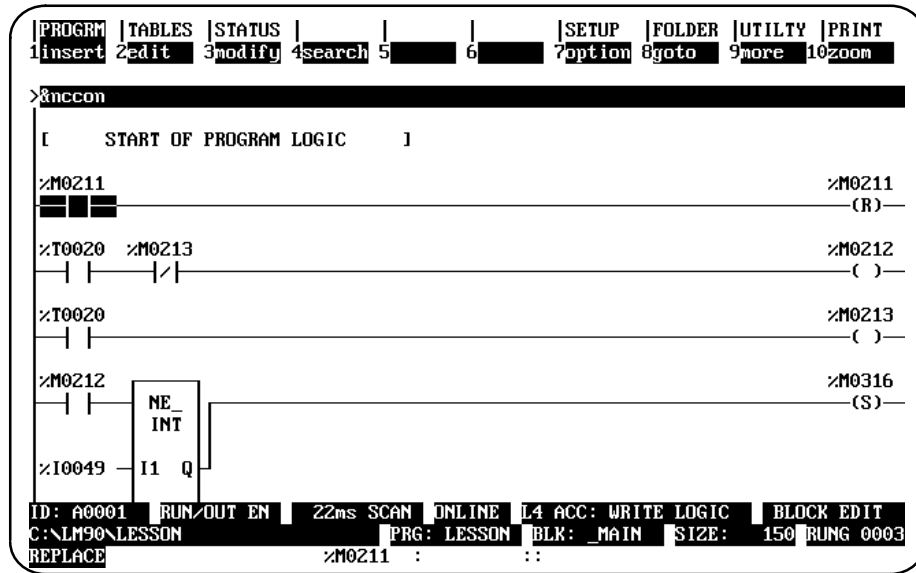 |PROGRM |TABLES |STATUS | | | |SETUP |FOLDER |UTILTY |PRINT
1insert 2edit 3modify 4search 5 6 7option 8goto 9more 10zoom
>&nccon
[ START OF PROGRAM LOGIC ]
%M0211 %M0211
(R)
%T0020 %M0213 %M0212
( )
%T0020 %M0213
( )
%M0212 %M0316
NE_ (S)
INT
%I0049 I1 Q
ID: A0001 RUN/OUT EN 22ms SCAN ONLINE L4 ACC: WRITE LOGIC BLOCK EDIT
C:\LM90\LESSON PRG: LESSON BLK: _MAIN SIZE: 150 RUNG 0003
REPLACE %M0211 : ::